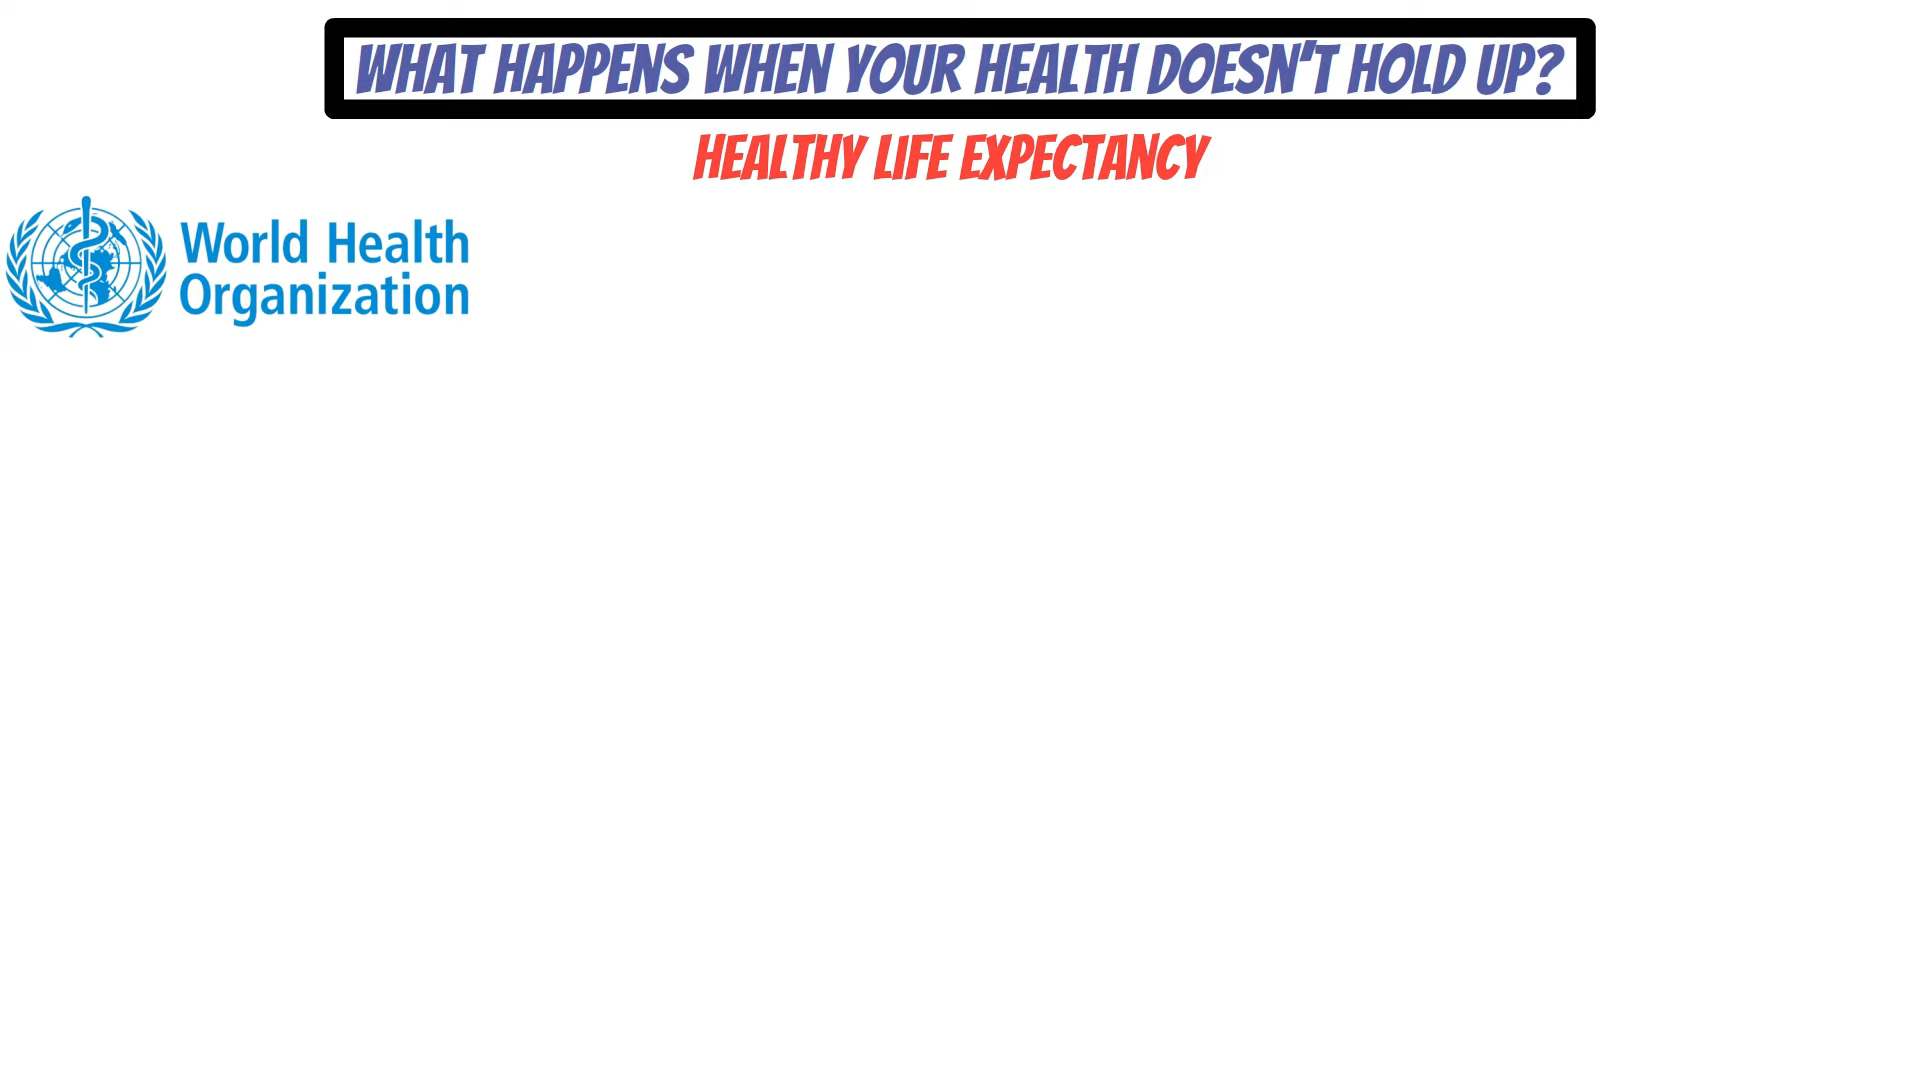 WHAT HAPPENS WHEN YOUR HEALTH DOESN'T HOLD UP?
HEALTHY LIFE EXPECTANCY
World Health
Organization